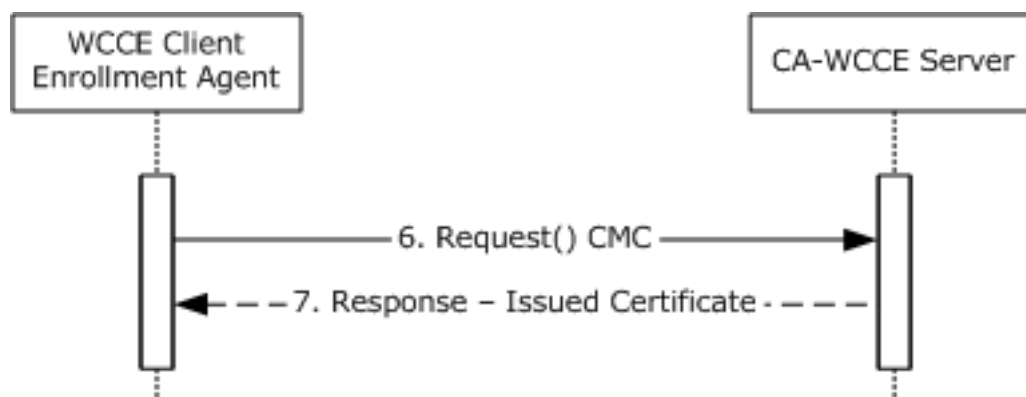 WCCE Client
Enrollment Agent
CA-WCCE Server
6. Request() CMC
7. Response – Issued Certificate